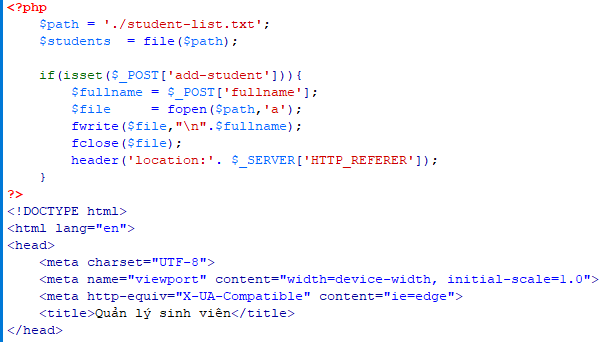 <?php
    $path = './student-list.txt';
    $students  = file($path);

    if(isset($_POST['add-student'])){
        $fullname = $_POST['fullname'];
        $file     = fopen($path,'a');
        fwrite($file,"\n".$fullname);
        fclose($file);
        header('location:'. $_SERVER['HTTP_REFERER']);
    }
?>
<!DOCTYPE html>
<html lang="en">
<head>
    <meta charset="UTF-8">
    <meta name="viewport" content="width=device-width, initial-scale=1.0">
    <meta http-equiv="X-UA-Compatible" content="ie=edge">
    <title>Quản lý sinh viên</title>
</head>